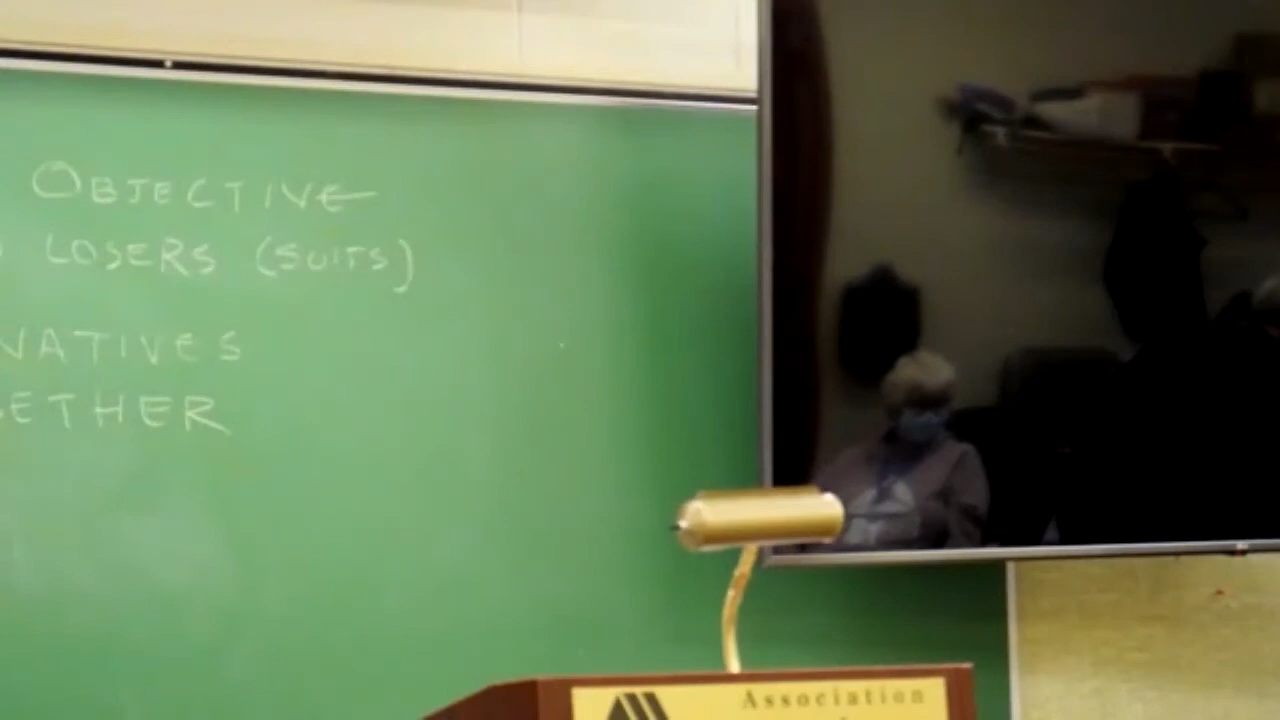 OBJECTIVE
LOSERS (SUITS)
NATIVES
ETHER
Association